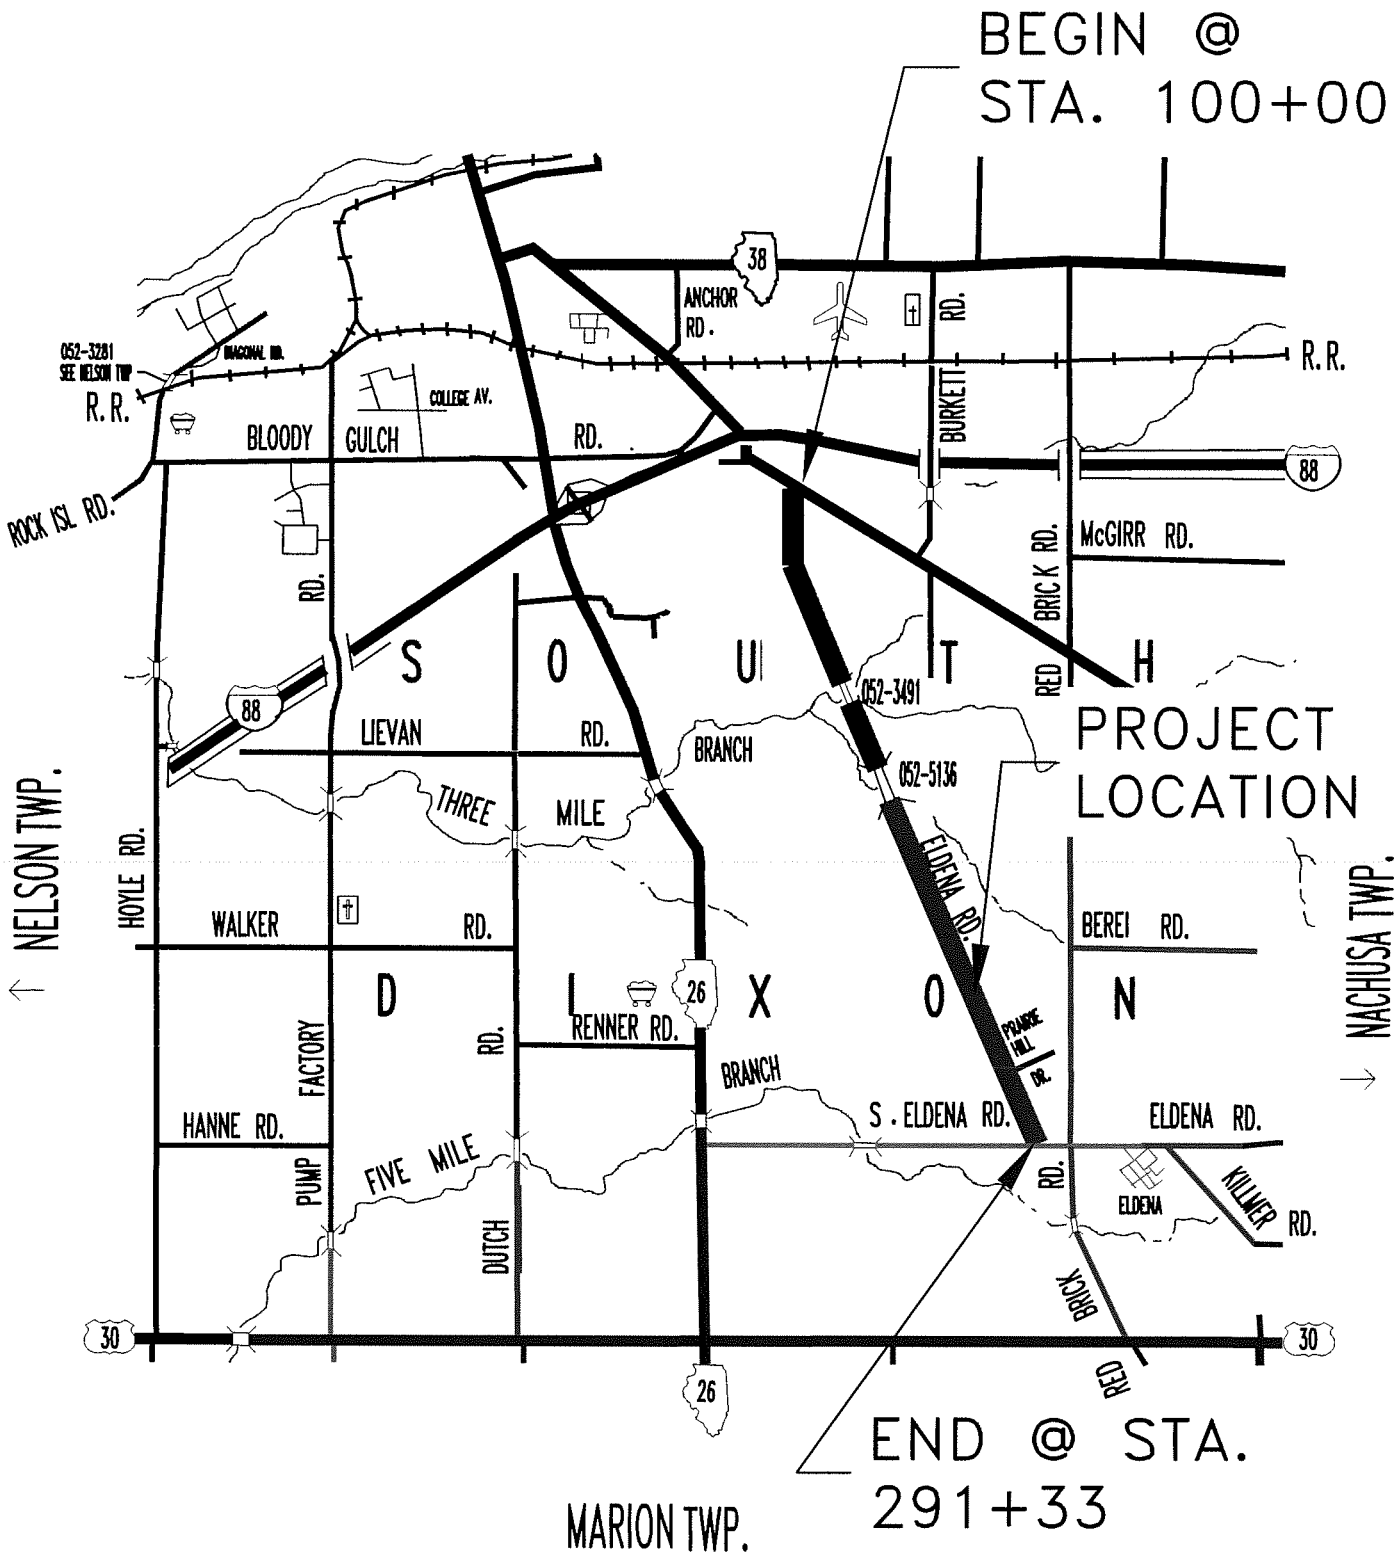 BEGIN @
STA. 100+00
38
ANCHOR
RD.
RD.
052-3281
SEE NELSON TWP
DIAGONAL RD.
R.R.
R.R.
COLLEGE AV.
BURKETT
BLOODY GULCH RD.
88
ROCK ISL RD.
McGIRR RD.
RD.
RED BRICK RD.
S O U T H
052-3491
88
LIEVAN RD.
BRANCH
PROJECT
LOCATION
052-5136
THREE MILE
NELSON TWP.
HOYLE RD.
ELDENA RD.
NACHUSA TWP.
WALKER RD.
BEREI RD.
D I X O N
26
RENNER RD.
PRAIRIE
HILL
DR.
FACTORY
RD.
BRANCH
HANNE RD.
S. ELDENA RD.
ELDENA RD.
FIVE MILE
PUMP
RD.
KILLMER RD.
ELDENA
DUTCH
BRICK
30
30
RED
26
END @ STA.
291+33
MARION TWP.